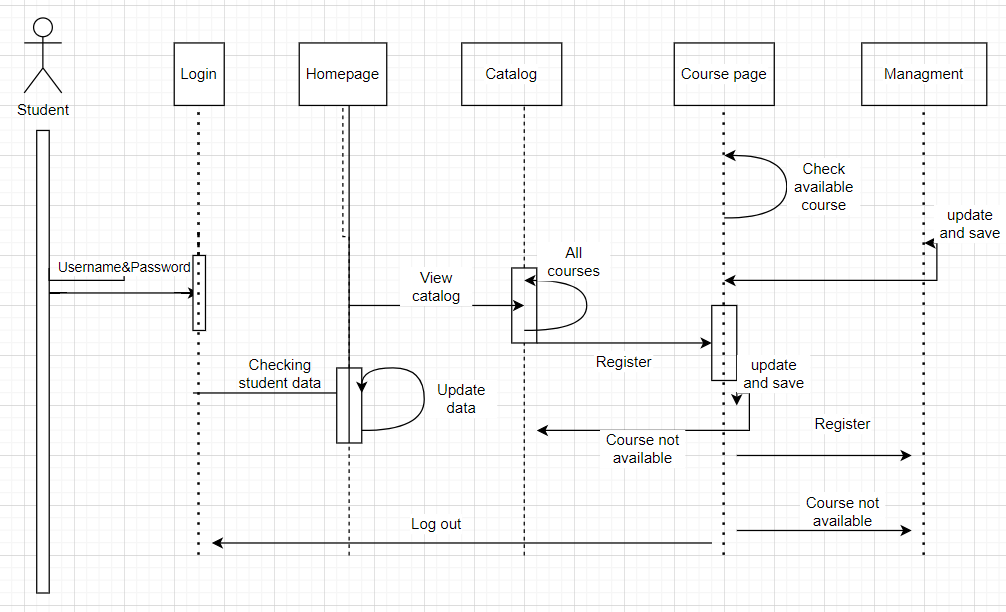 Student
Login
Homepage
Catalog
Course page
Managment
Check
available
course
update
and save
Username&Password
All
courses
View
catalog
Register
Checking
student data
Update
data
update
and save
Course not
available
Register
Course not
available
Log out